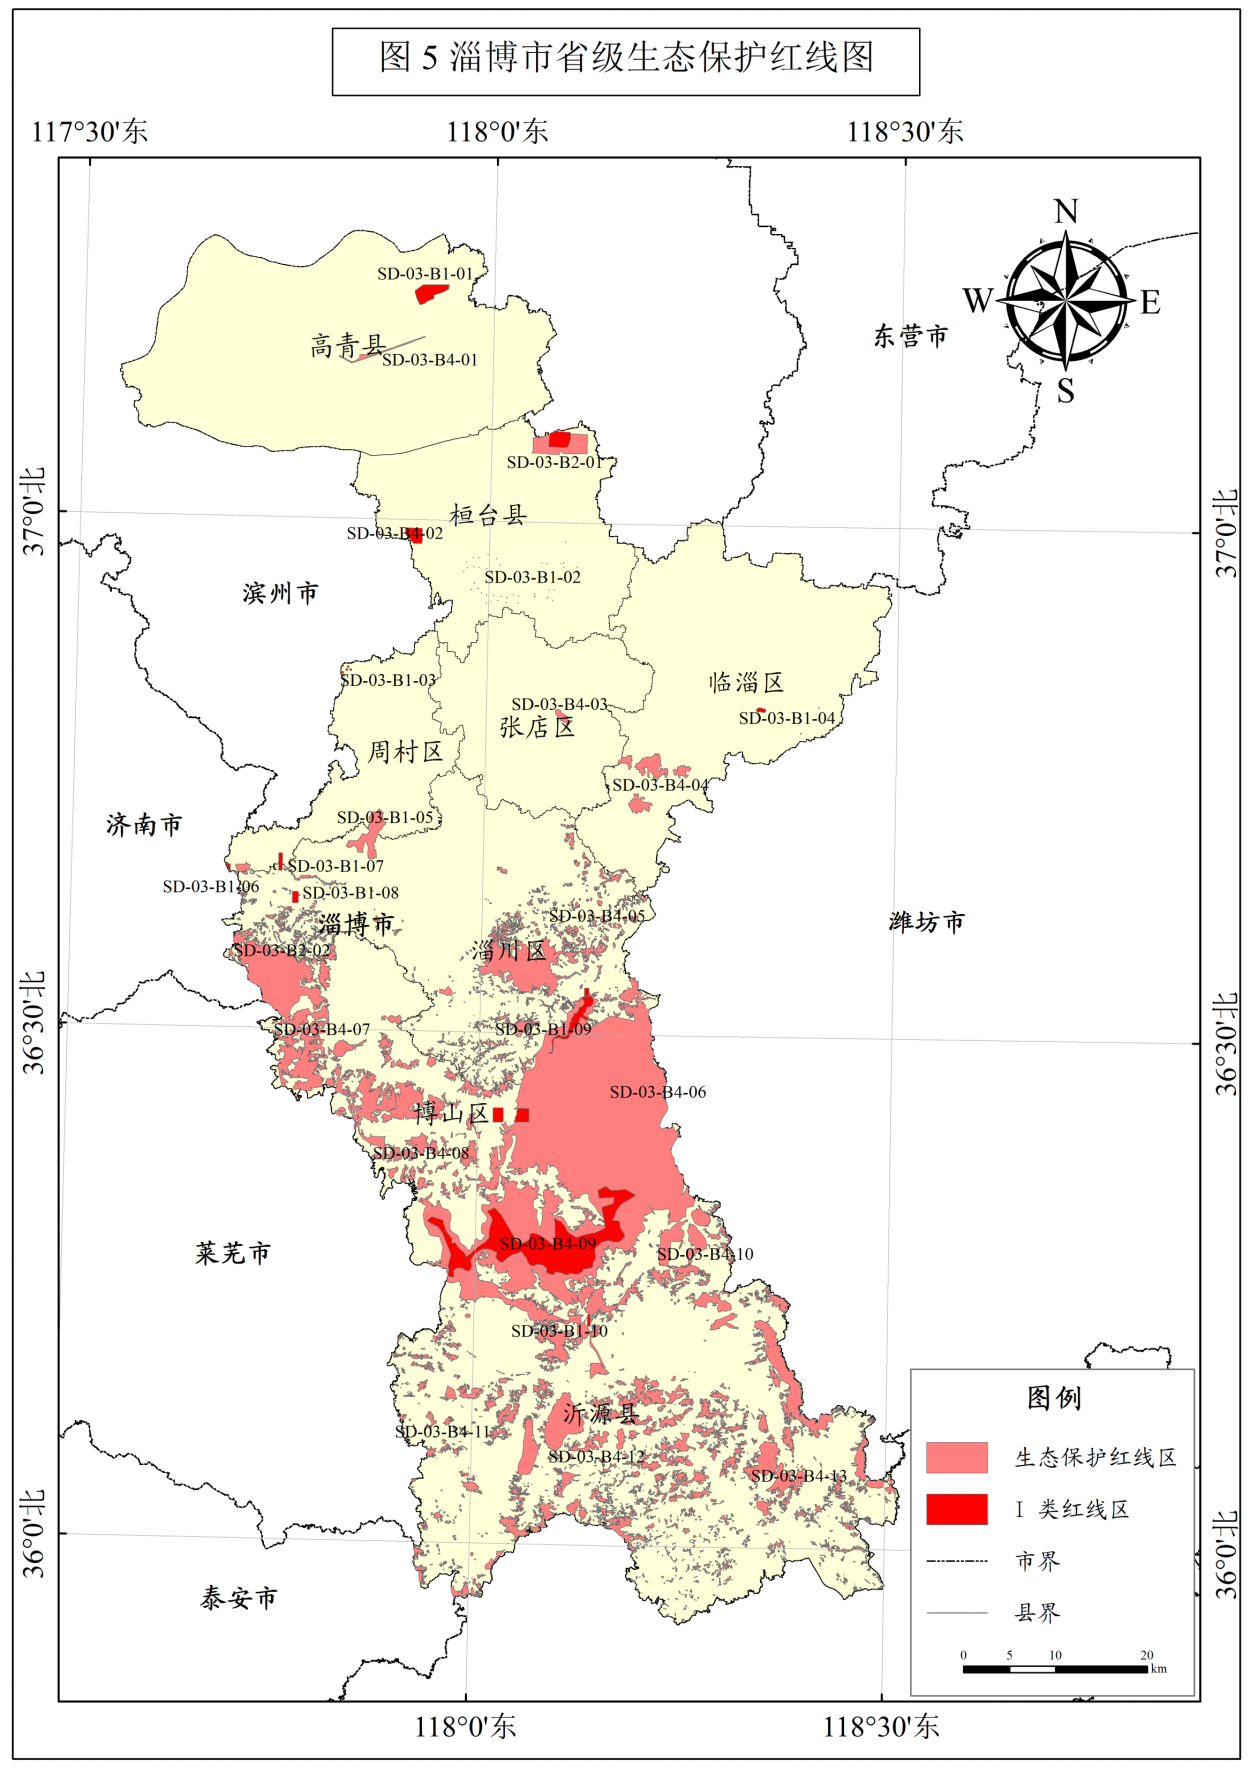 图 5 淄博市省级生态保护红线图
117°30'东
118°0'东
118°30'东
N
W
E
S
东营市
SD-03-B1-01
高青县
SD-03-B4-01
SD-03-B2-01
37°0'北
37°0'北
桓台县
SD-03-B4-02
SD-03-B1-02
滨州市
SD-03-B1-03
临淄区
SD-03-B4-03
SD-03-B1-04
张店区
周村区
SD-03-B4-04
济南市
SD-03-B1-05
SD-03-B1-07
SD-03-B1-06
SD-03-B1-08
淄博市
SD-03-B4-05
潍坊市
SD-03-B2-02
淄川区
36°30'北
36°30'北
SD-03-B4-07
SD-03-B1-09
SD-03-B4-06
博山区
SD-03-B4-08
莱芜市
SD-03-B4-09
SD-03-B4-10
SD-03-B1-10
沂源县
SD-03-B4-11
SD-03-B4-12
SD-03-B4-13
36°0'北
36°0'北
泰安市
图例
生态保护红线区
I 类红线区
市界
县界
0 5 10 20
km
118°0'东
118°30'东